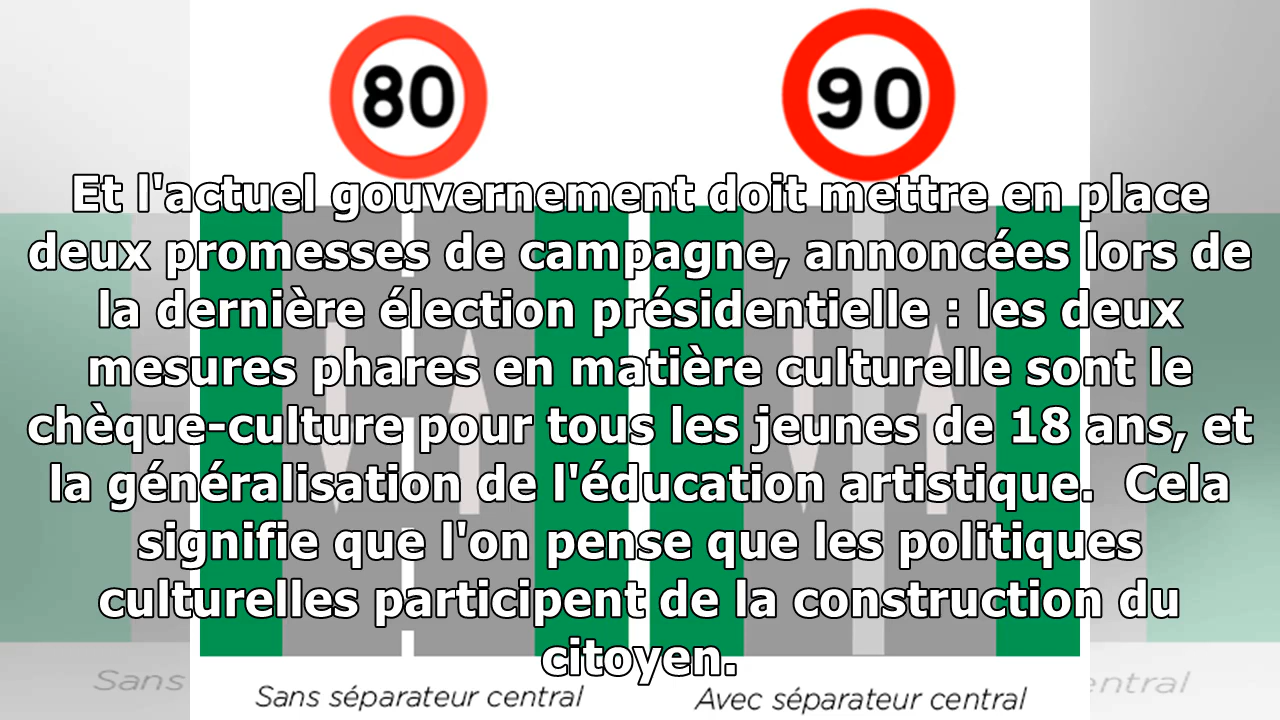 80
90
Et l'actuel gouvernement doit mettre en place
deux promesses de campagne, annoncées lors de
la dernière élection présidentielle : les deux
mesures phares en matière culturelle sont le
chèque-culture pour tous les jeunes de 18 ans, et
la généralisation de l'éducation artistique.  Cela
signifie que l'on pense que les politiques
culturelles participent de la construction du
citoyen.
Sans
Sans séparateur central
Avec séparateur central
entral